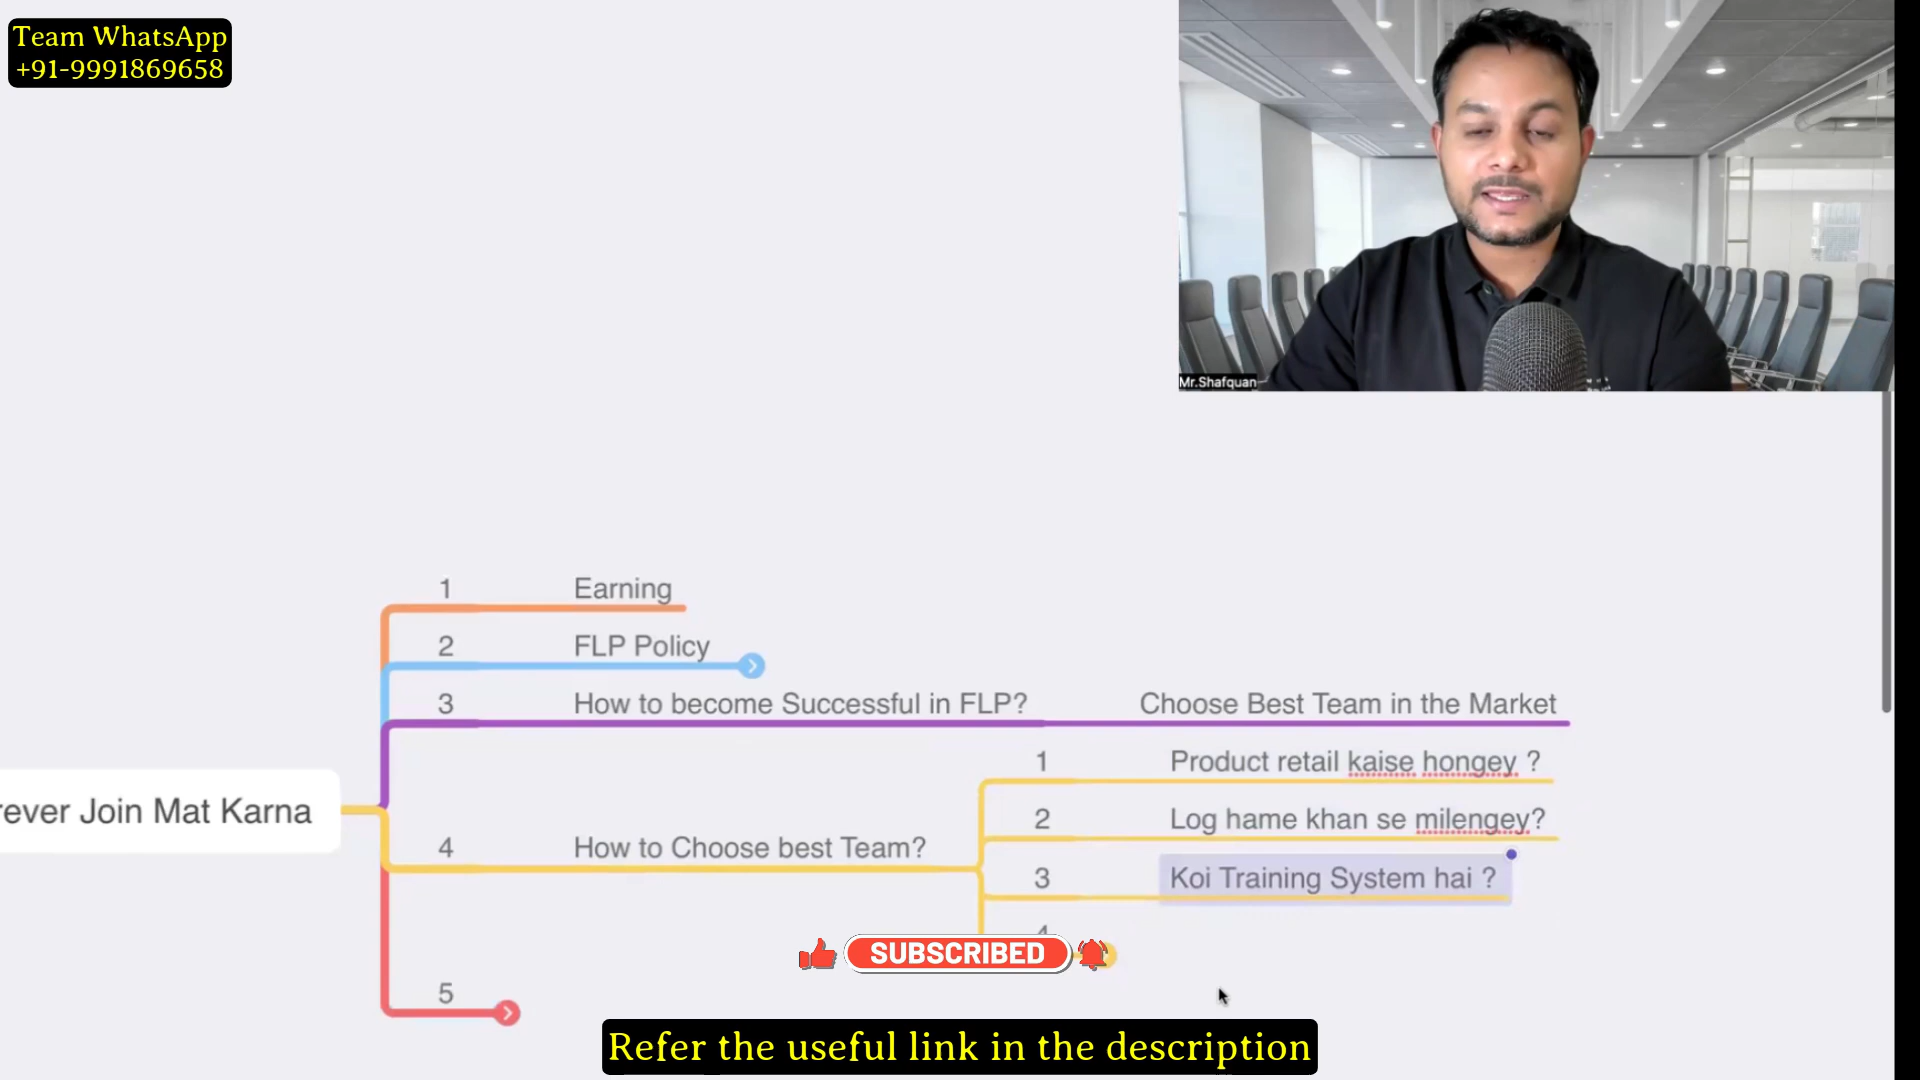 Team WhatsApp
+91-9991869658
Mr.Shafquan
1 Earning
2 FLP Policy
3 How to become Successful in FLP? Choose Best Team in the Market
1 Product retail kaise hongey ?
2 Log hame khan se milengey?
rever Join Mat Karna
4 How to Choose best Team?
3 Koi Training System hai ?
4
SUBSCRIBED
5
Refer the useful link in the description